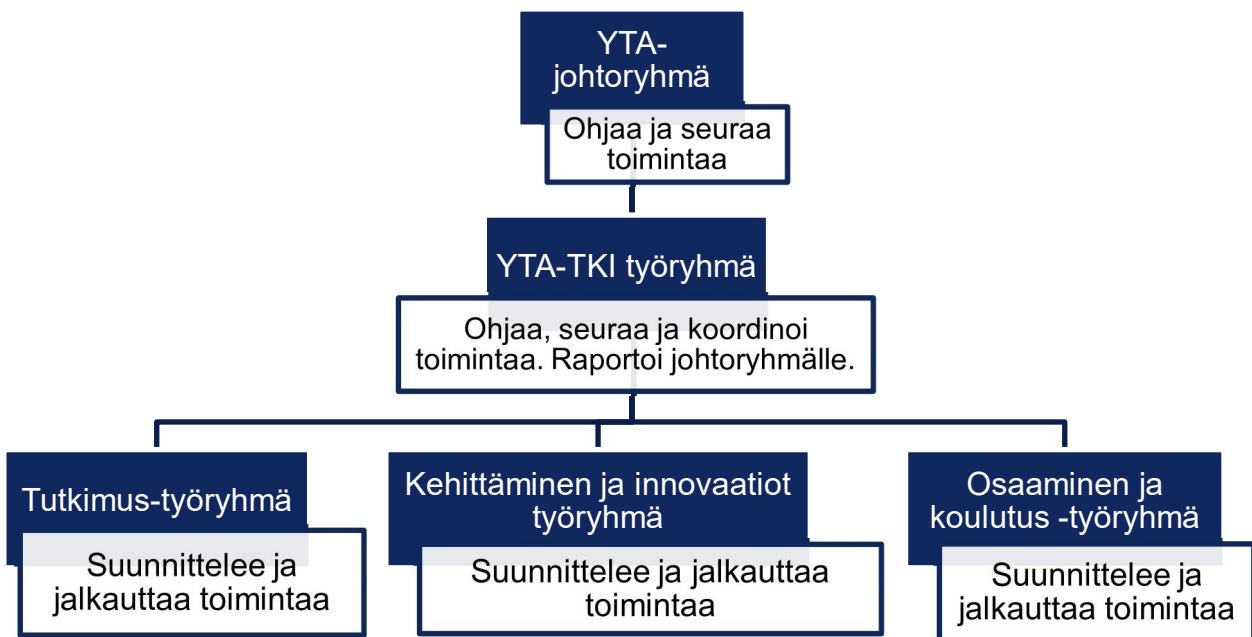 YTA-
johtoryhmä
Ohjaa ja seuraa
toimintaa
YTA-TKI työryhmä
Ohjaa, seuraa ja koordinoi
toimintaa. Raportoi johtoryhmälle.
Tutkimus-työryhmä
Suunnittelee ja
jalkauttaa toimintaa
Kehittäminen ja innovaatiot
työryhmä
Suunnittelee ja jalkauttaa
toimintaa
Osaaminen ja
koulutus -työryhmä
Suunnittelee ja
jalkauttaa toimintaa